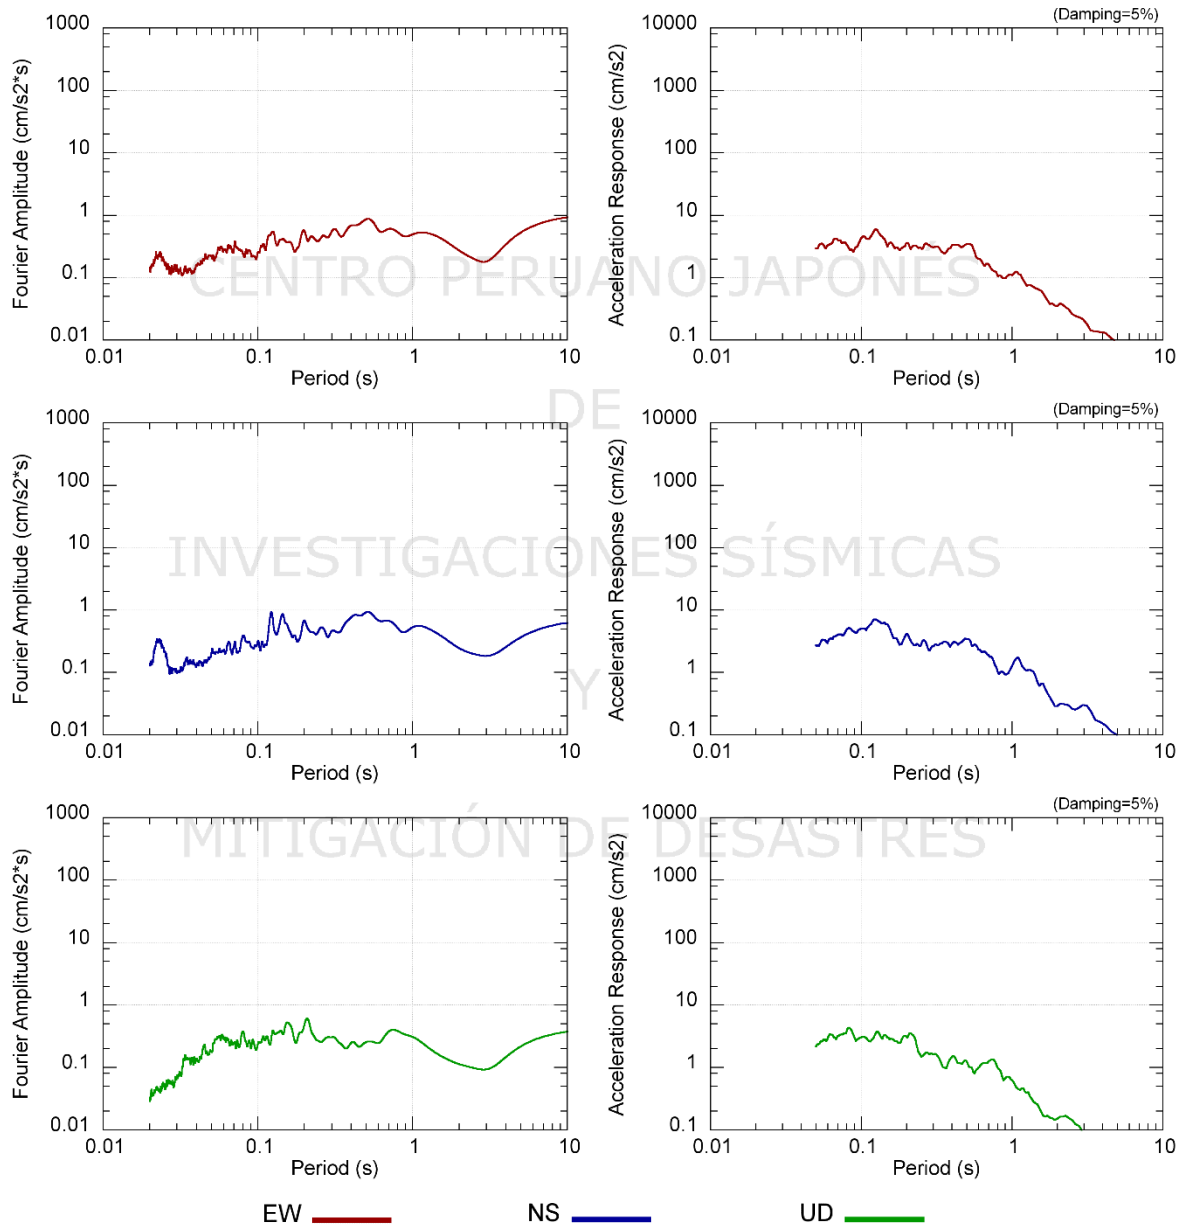 (Damping=5%)
1000
100
10
1
0.1
0.01
Fourier Amplitude (cm/s2*s)
0.01 0.1 1 10
Period (s)
10000
1000
100
10
1
0.1
Acceleration Response (cm/s2)
0.01 0.1 1 10
Period (s)
CENTRO PERUANO JAPONÉS
DE
(Damping=5%)
1000
100
10
1
0.1
0.01
Fourier Amplitude (cm/s2*s)
0.01 0.1 1 10
Period (s)
10000
1000
100
10
1
0.1
Acceleration Response (cm/s2)
0.01 0.1 1 10
Period (s)
INVESTIGACIONES SÍSMICAS
Y
(Damping=5%)
1000
100
10
1
0.1
0.01
Fourier Amplitude (cm/s2*s)
0.01 0.1 1 10
Period (s)
10000
1000
100
10
1
0.1
Acceleration Response (cm/s2)
0.01 0.1 1 10
Period (s)
MITIGACIÓN DE DESASTRES
EW NS UD